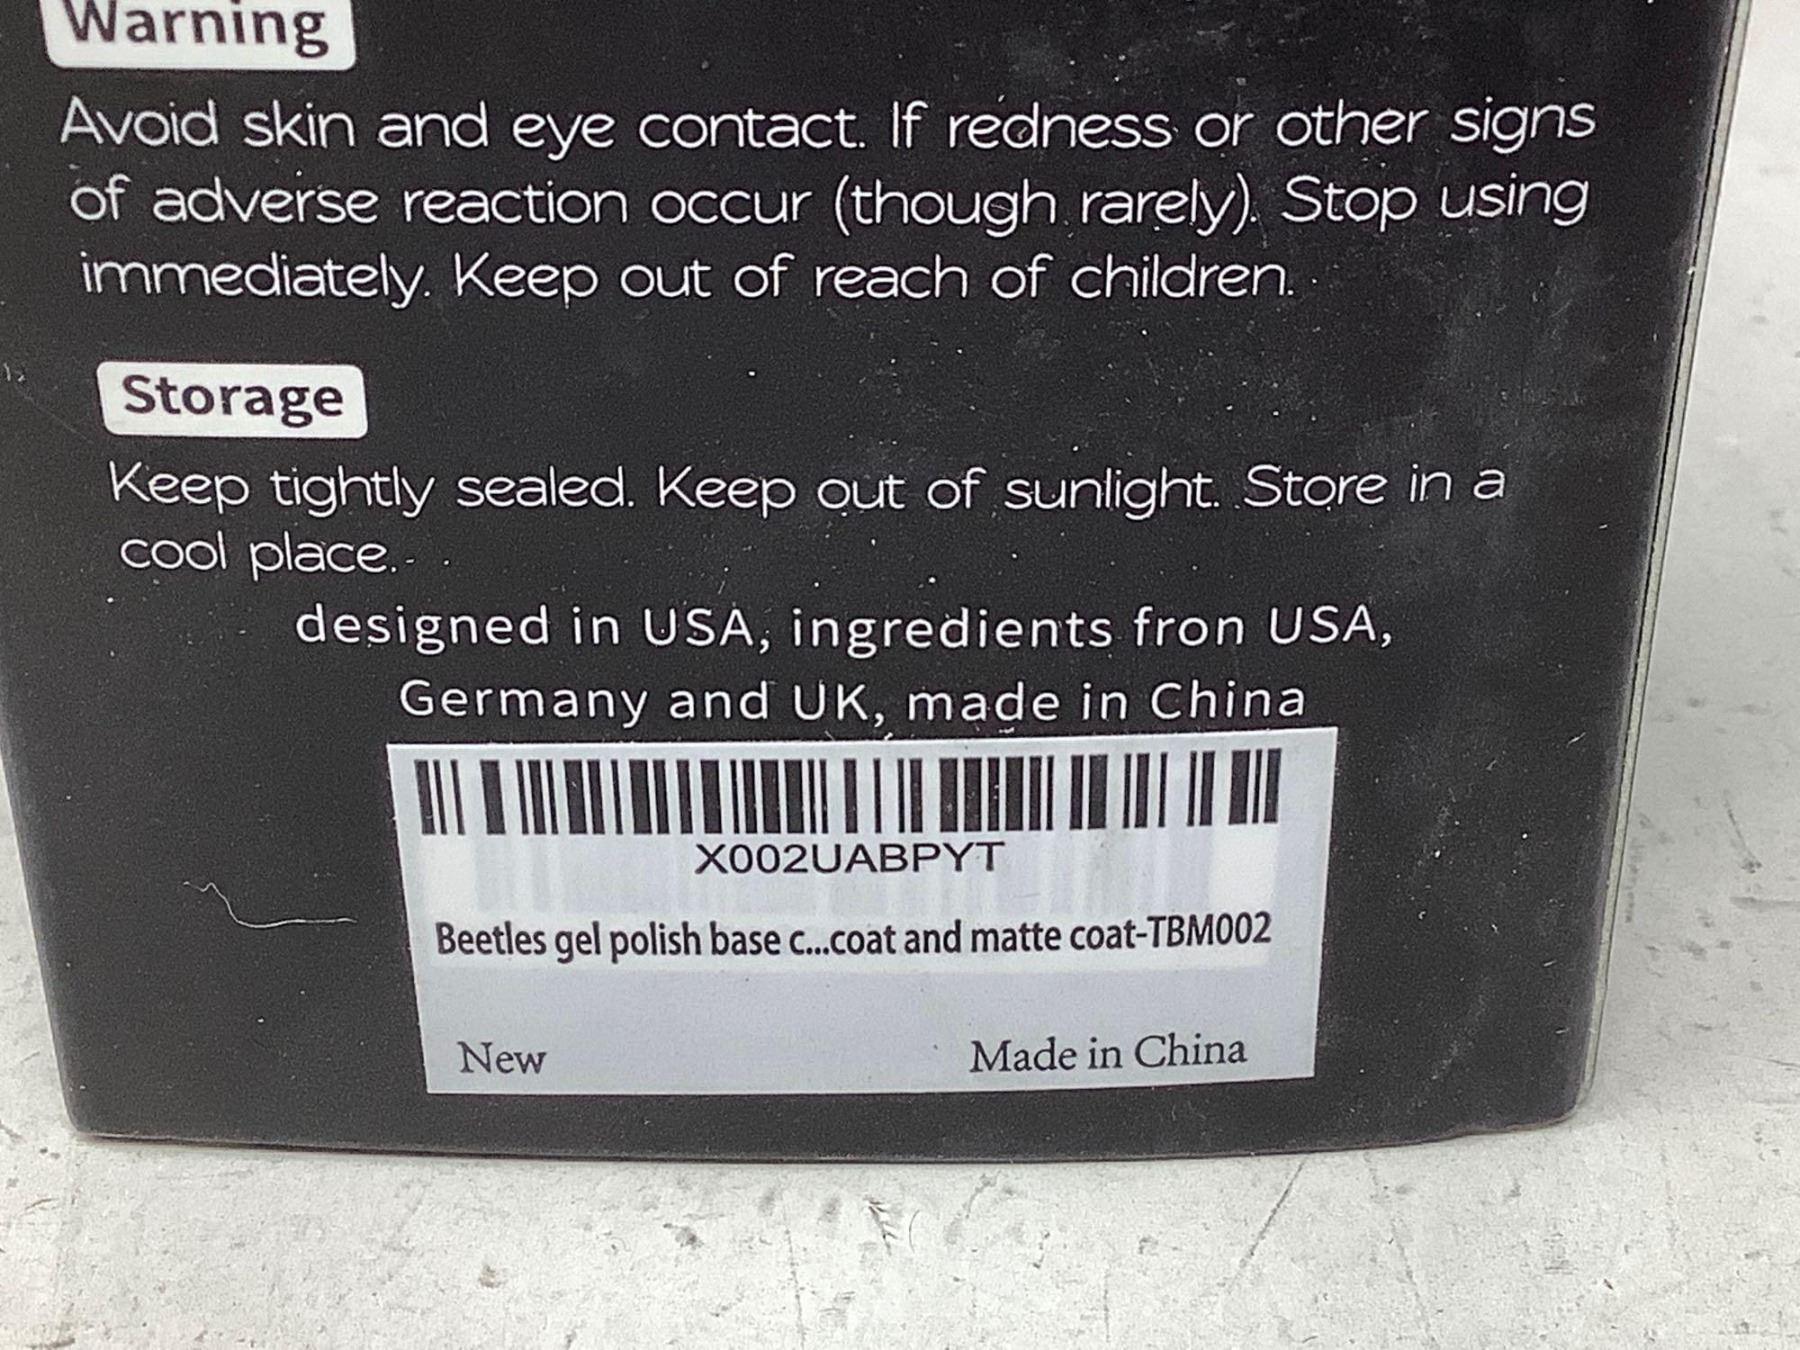 Warning
Avoid skin and eye contact. If redness or other signs
of adverse reaction occur (though rarely). Stop using
immediately. Keep out of reach of children.
Storage
Keep tightly sealed. Keep out of sunlight. Store in a
cool place.
designed in USA, ingredients fron USA,
Germany and UK, made in China
X002UABPYT
Beetles gel polish base c...coat and matte coat-TBM002
New Made in China